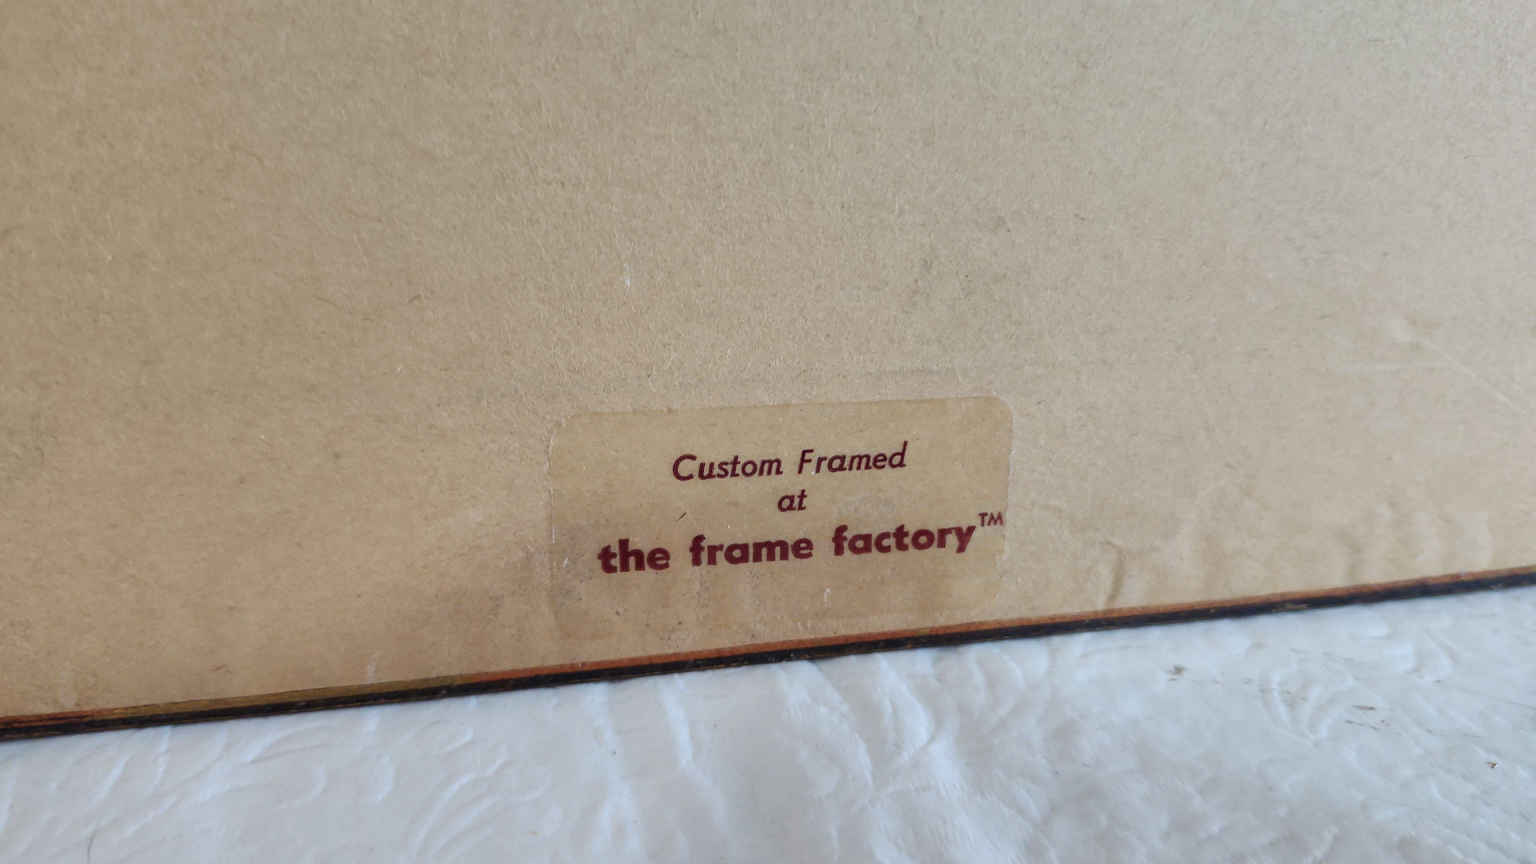 Custom Framed
at
the frame factory™